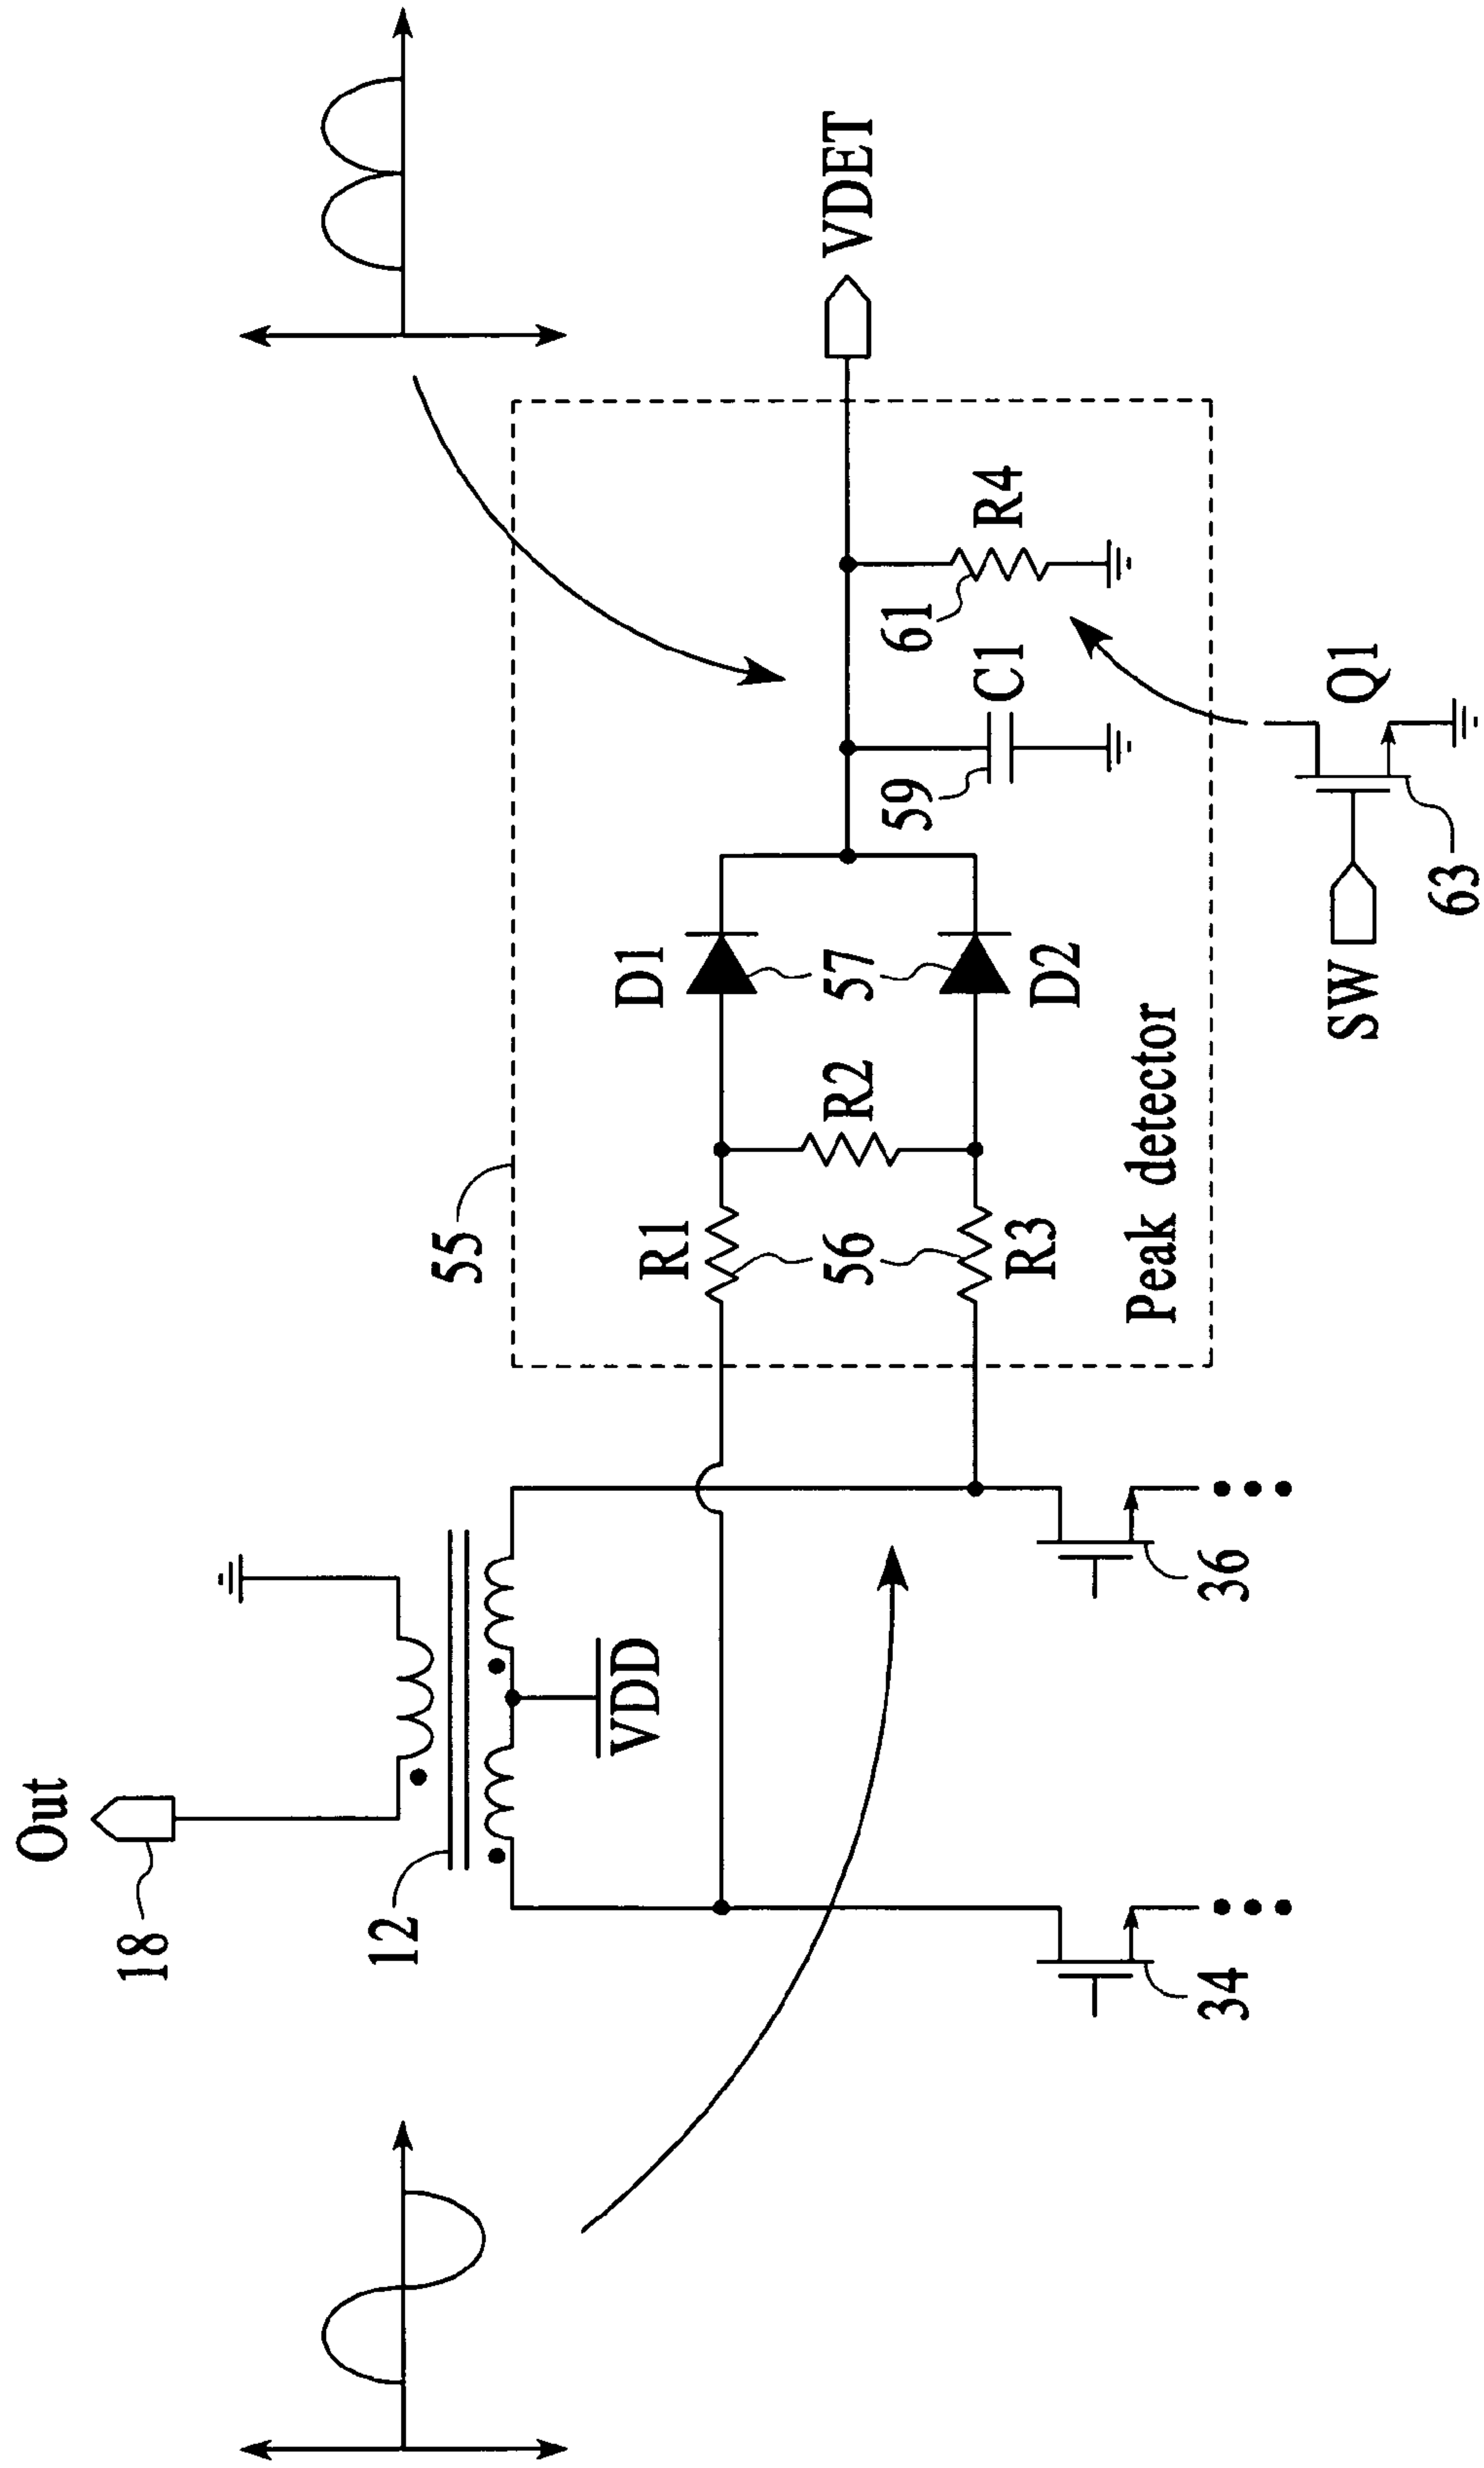 Out
18
12
VDD
34
36
55
R1
56
R3
R2
D1
57
D2
Peak detector
59
C1
61
R4
VDET
SW
Q1
63